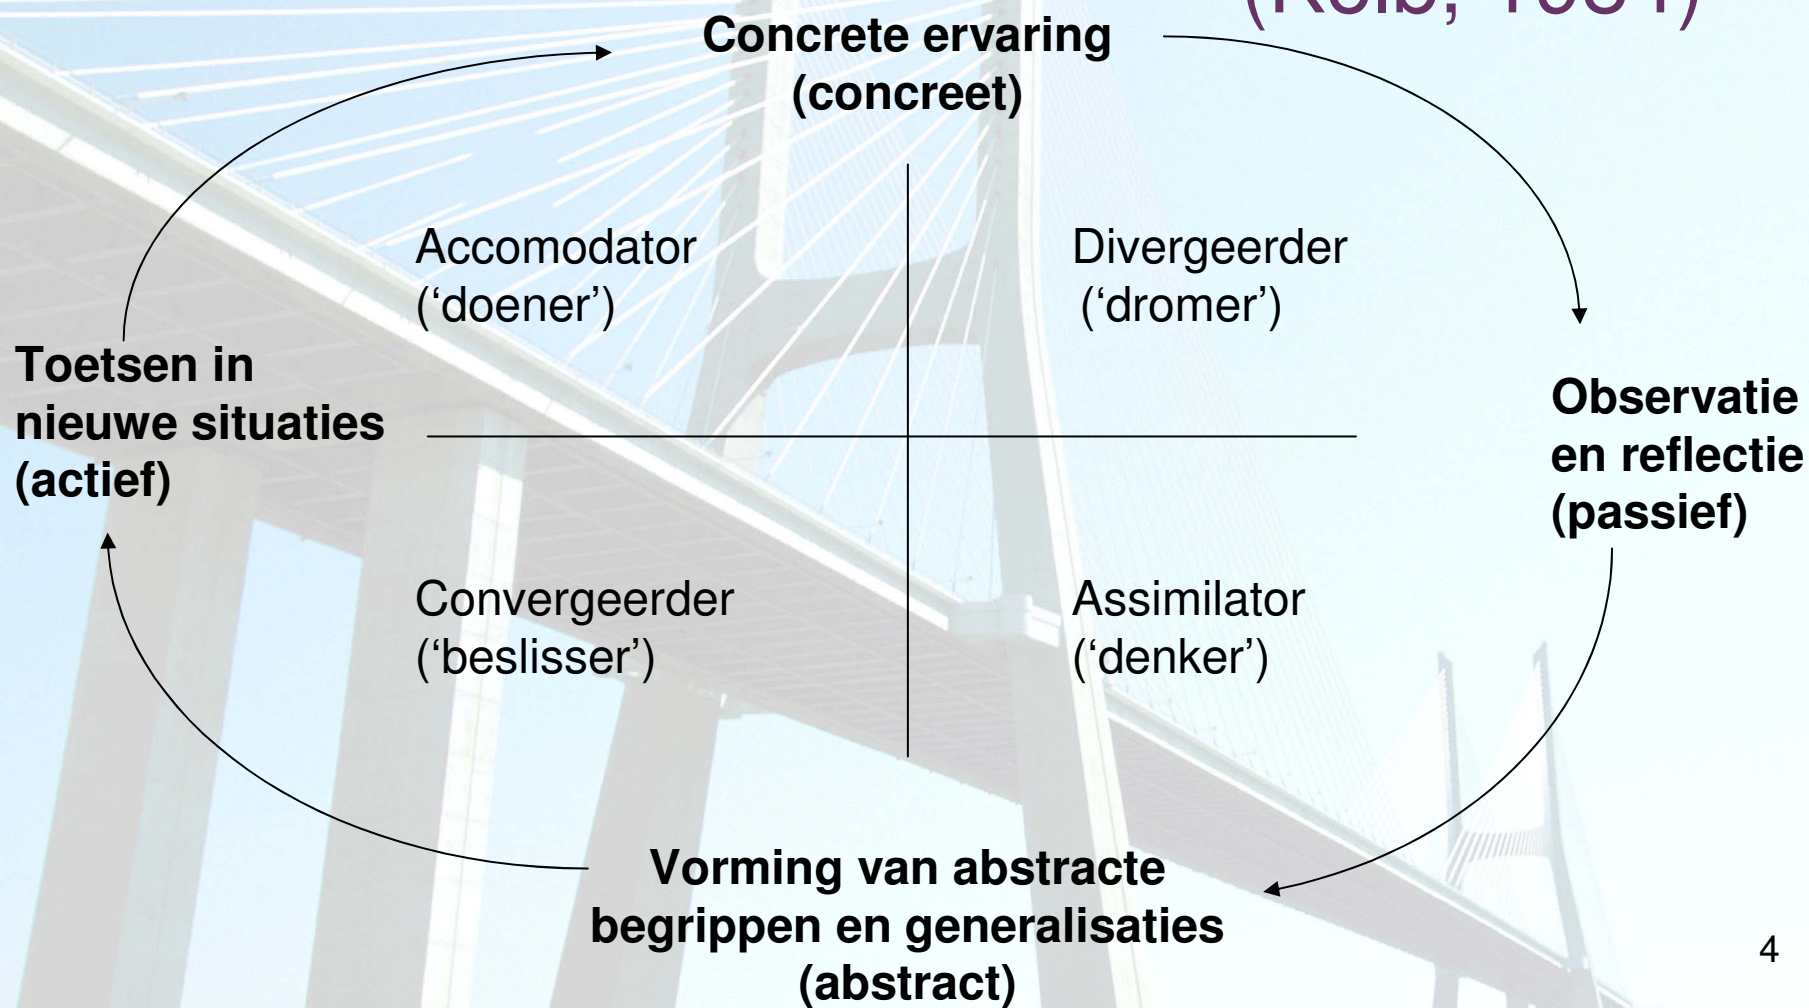 Concrete ervaring
(concreet)
Accomodator
(‘doener’)
Divergeerder
(‘dromer’)
Toetsen in
nieuwe situaties
(actief)
Observatie
en reflectie
(passief)
Convergeerder
(‘beslisser’)
Assimilator
(‘denker’)
Vorming van abstracte
begrippen en generalisaties
(abstract)
4